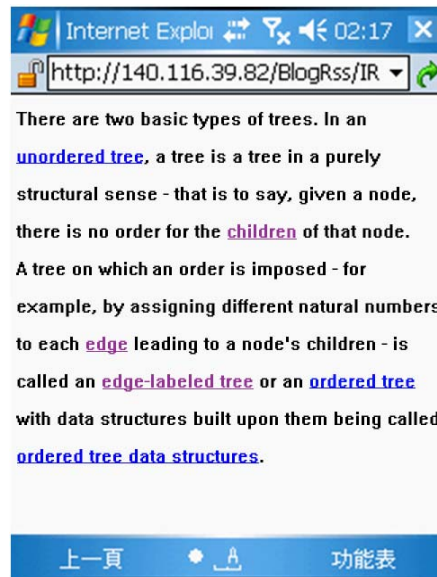 Internet Explor 02:17
http://140.116.39.82/BlogRss/IR
There are two basic types of trees. In an
unordered tree, a tree is a tree in a purely
structural sense - that is to say, given a node,
there is no order for the children of that node.
A tree on which an order is imposed - for
example, by assigning different natural numbers
to each edge leading to a node's children - is
called an edge-labeled tree or an ordered tree
with data structures built upon them being called
ordered tree data structures.
上一頁 功能表